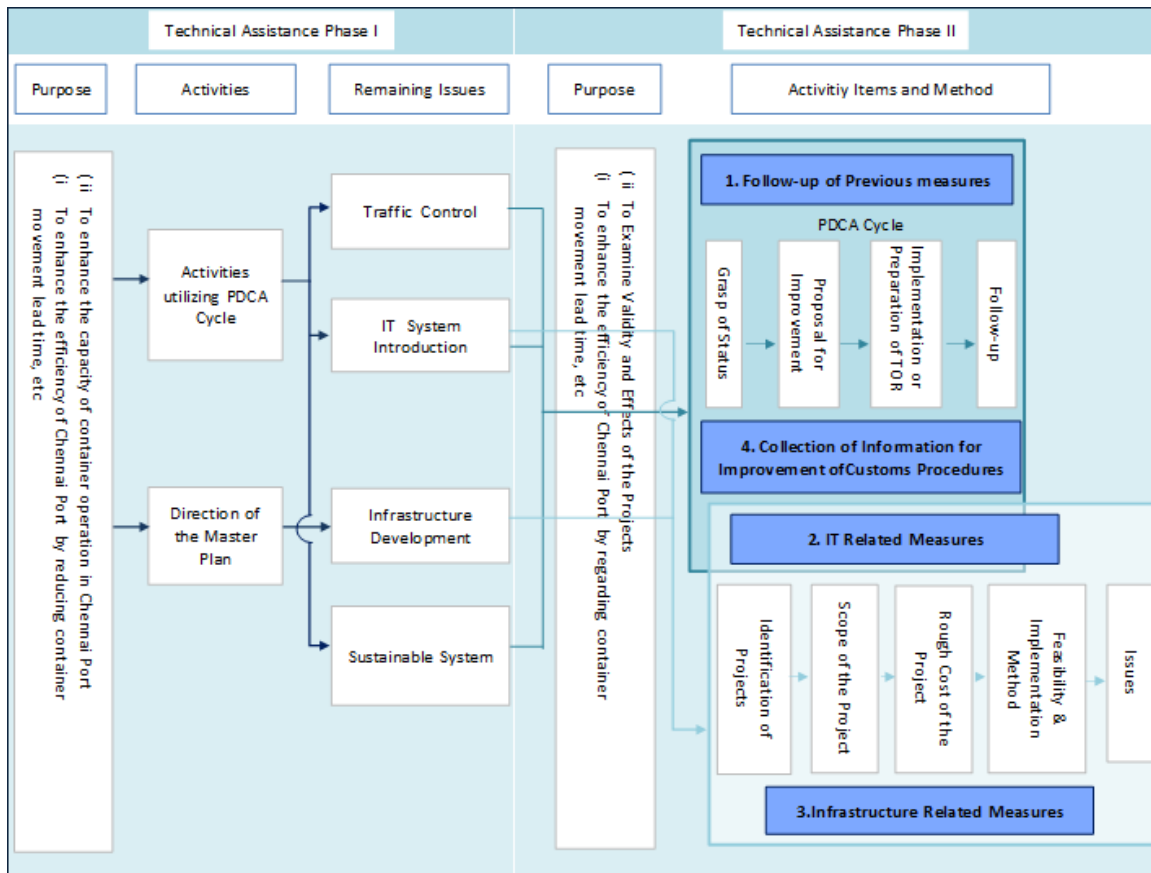 Technical Assistance Phase I
Technical Assistance Phase II
Purpose
Activities
Remaining Issues
Purpose
Activitiy Items and Method
( ii To enhance the capacity of container operation in Chennai Port
(i To enhance the efficiency of Chennai Port by reducing container
movement lead time, etc
Activities
utilizing PDCA
Cycle
Direction of
the Master
Plan
Traffic Control
IT System
Introduction
Infrastructure
Development
Sustainable System
( ii To Examine Validity and Effects of the Projects
(i To enhance the efficiency of Chennai Port by regarding container
movement lead time, etc
1. Follow-up of Previous measures
PDCA Cycle
Grasp of Status
Proposal for
Improvement
Implementation or
Preparation of TOR
Follow-up
4. Collection of Information for
Improvement of Customs Procedures
2. IT Related Measures
Identification of
Projects
Scope of the Project
Rough Cost of the
Project
Feasibility &
Implementation
Method
Issues
3.Infrastructure Related Measures